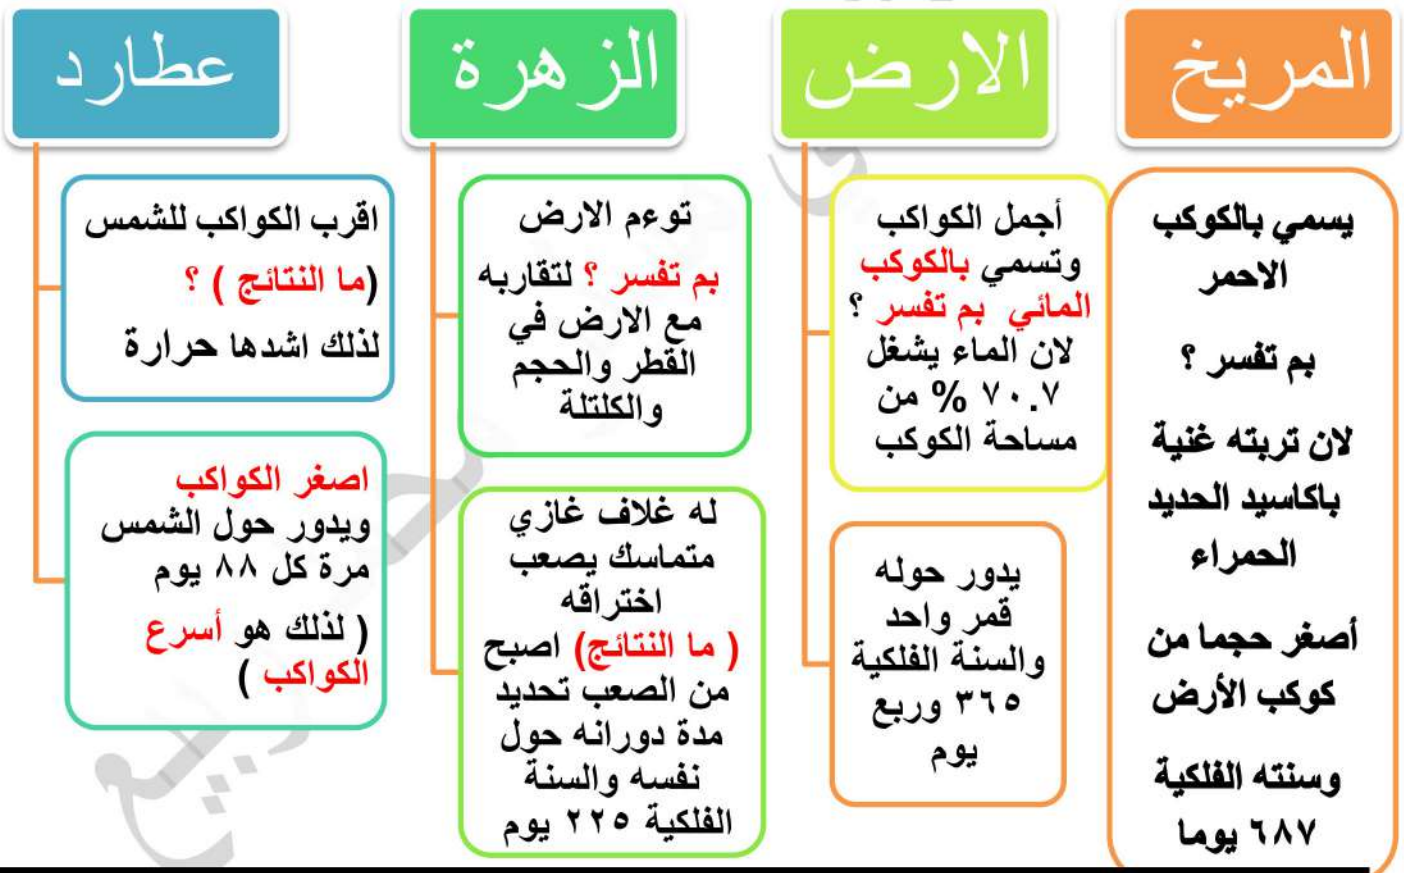 المريخ
يسمي بالكوكب
الاحمر
بم تفسر ؟
لان تربته غنية
باكاسيد الحديد
الحمراء
أصغر حجما من
كوكب الأرض
وسنته الفلكية
٦٨٧ يوما
الارض
أجمل الكواكب
وتسمي بالكوكب
المائي بم تفسر ؟
لان الماء يشغل
٧٠.٧ % من
مساحة الكوكب
يدور حوله
قمر واحد
والسنة الفلكية
٣٦٥ وربع
يوم
الزهرة
توءم الارض
بم تفسر ؟ لتقاربه
مع الارض في
القطر والحجم
والكلتلة
له غلاف غازي
متماسك يصعب
اختراقه
( ما النتائج) اصبح
من الصعب تحديد
مدة دورانه حول
نفسه والسنة
الفلكية ٢٢٥ يوم
عطارد
اقرب الكواكب للشمس
(ما النتائج ) ؟
لذلك اشدها حرارة
اصغر الكواكب
ويدور حول الشمس
مرة كل ٨٨ يوم
( لذلك هو أسرع
الكواكب )